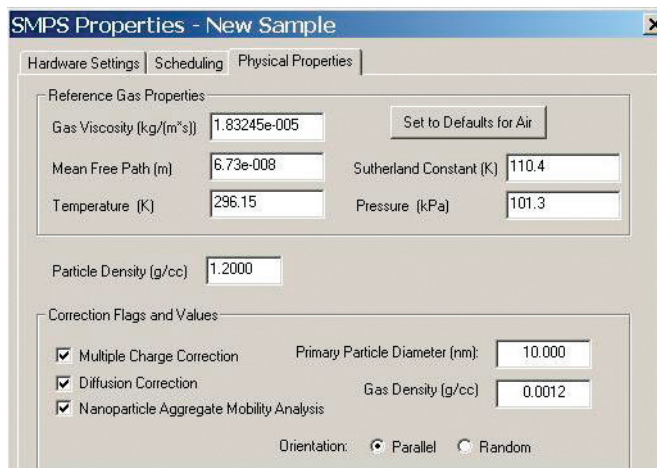 SMPS Properties - New Sample
Hardware Settings | Scheduling | Physical Properties
Reference Gas Properties
Gas Viscosity (kg/(m*s)) 1.83245e-005 Set to Defaults for Air
Mean Free Path (m) 6.73e-008 Sutherland Constant (K) 110.4
Temperature (K) 296.15 Pressure (kPa) 101.3
Particle Density (g/cc) 1.2000
Correction Flags and Values
Multiple Charge Correction Primary Particle Diameter (nm): 10.000
Diffusion Correction Gas Density (g/cc) 0.0012
Nanoparticle Aggregate Mobility Analysis
Orientation: Parallel Random